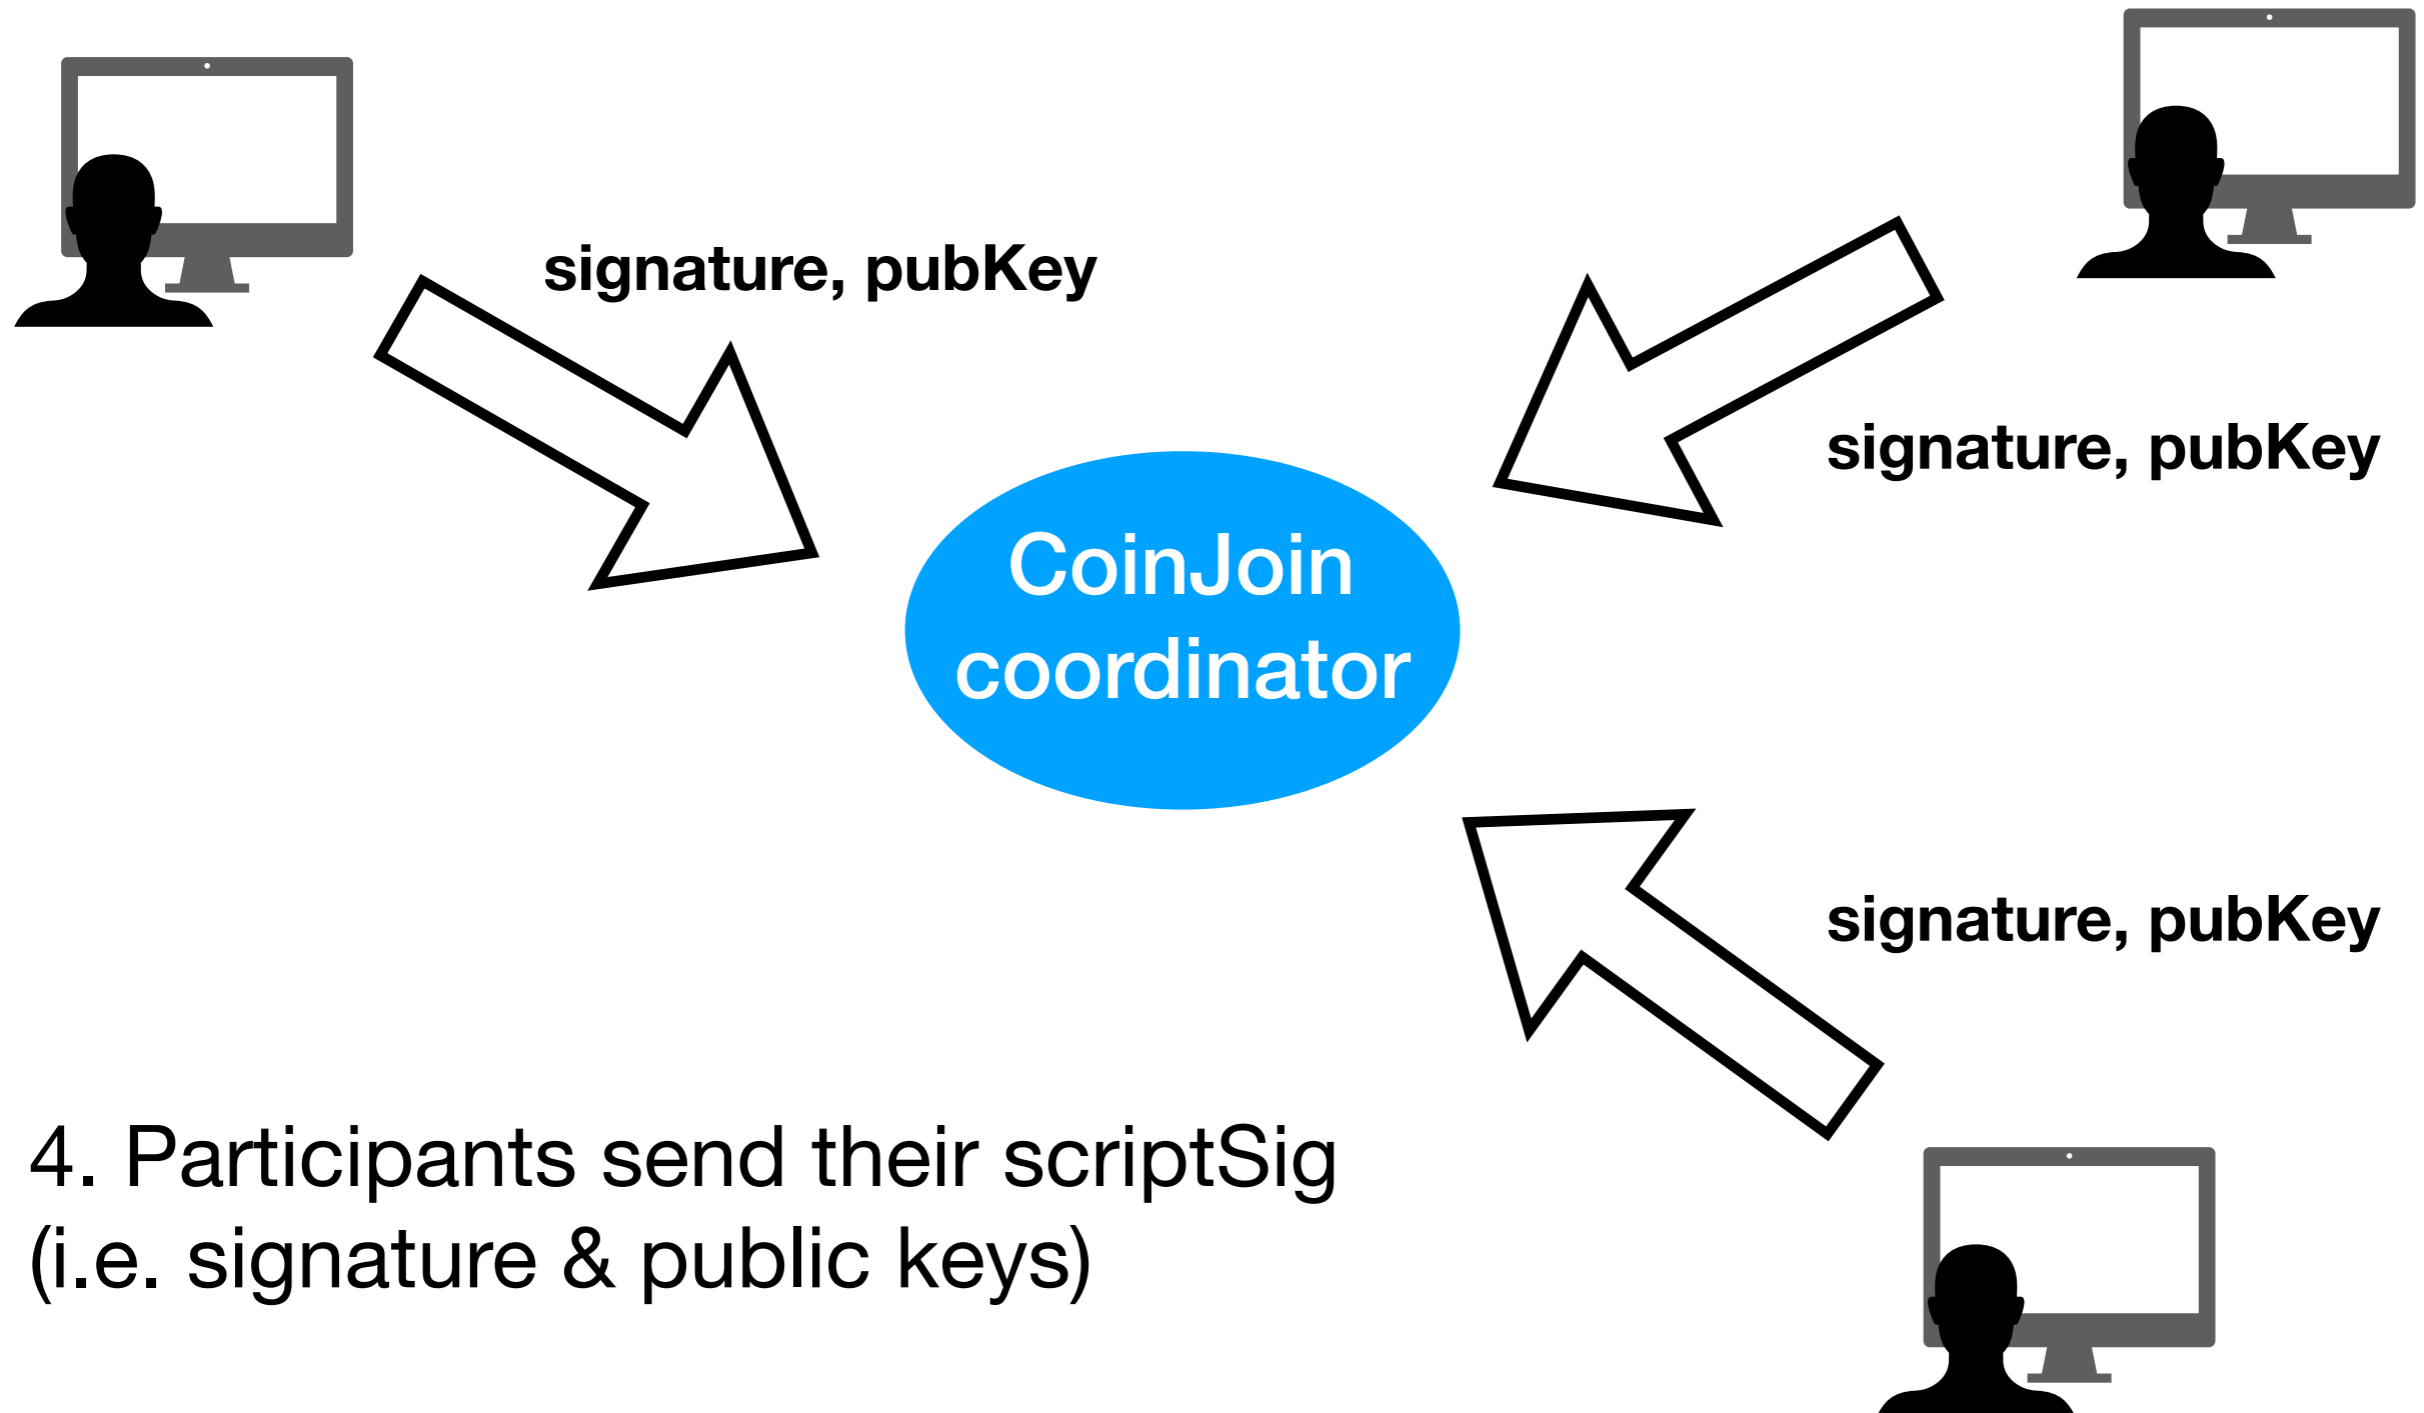 signature, pubKey
signature, pubKey
CoinJoin
coordinator
signature, pubKey
4. Participants send their scriptSig
(i.e. signature & public keys)